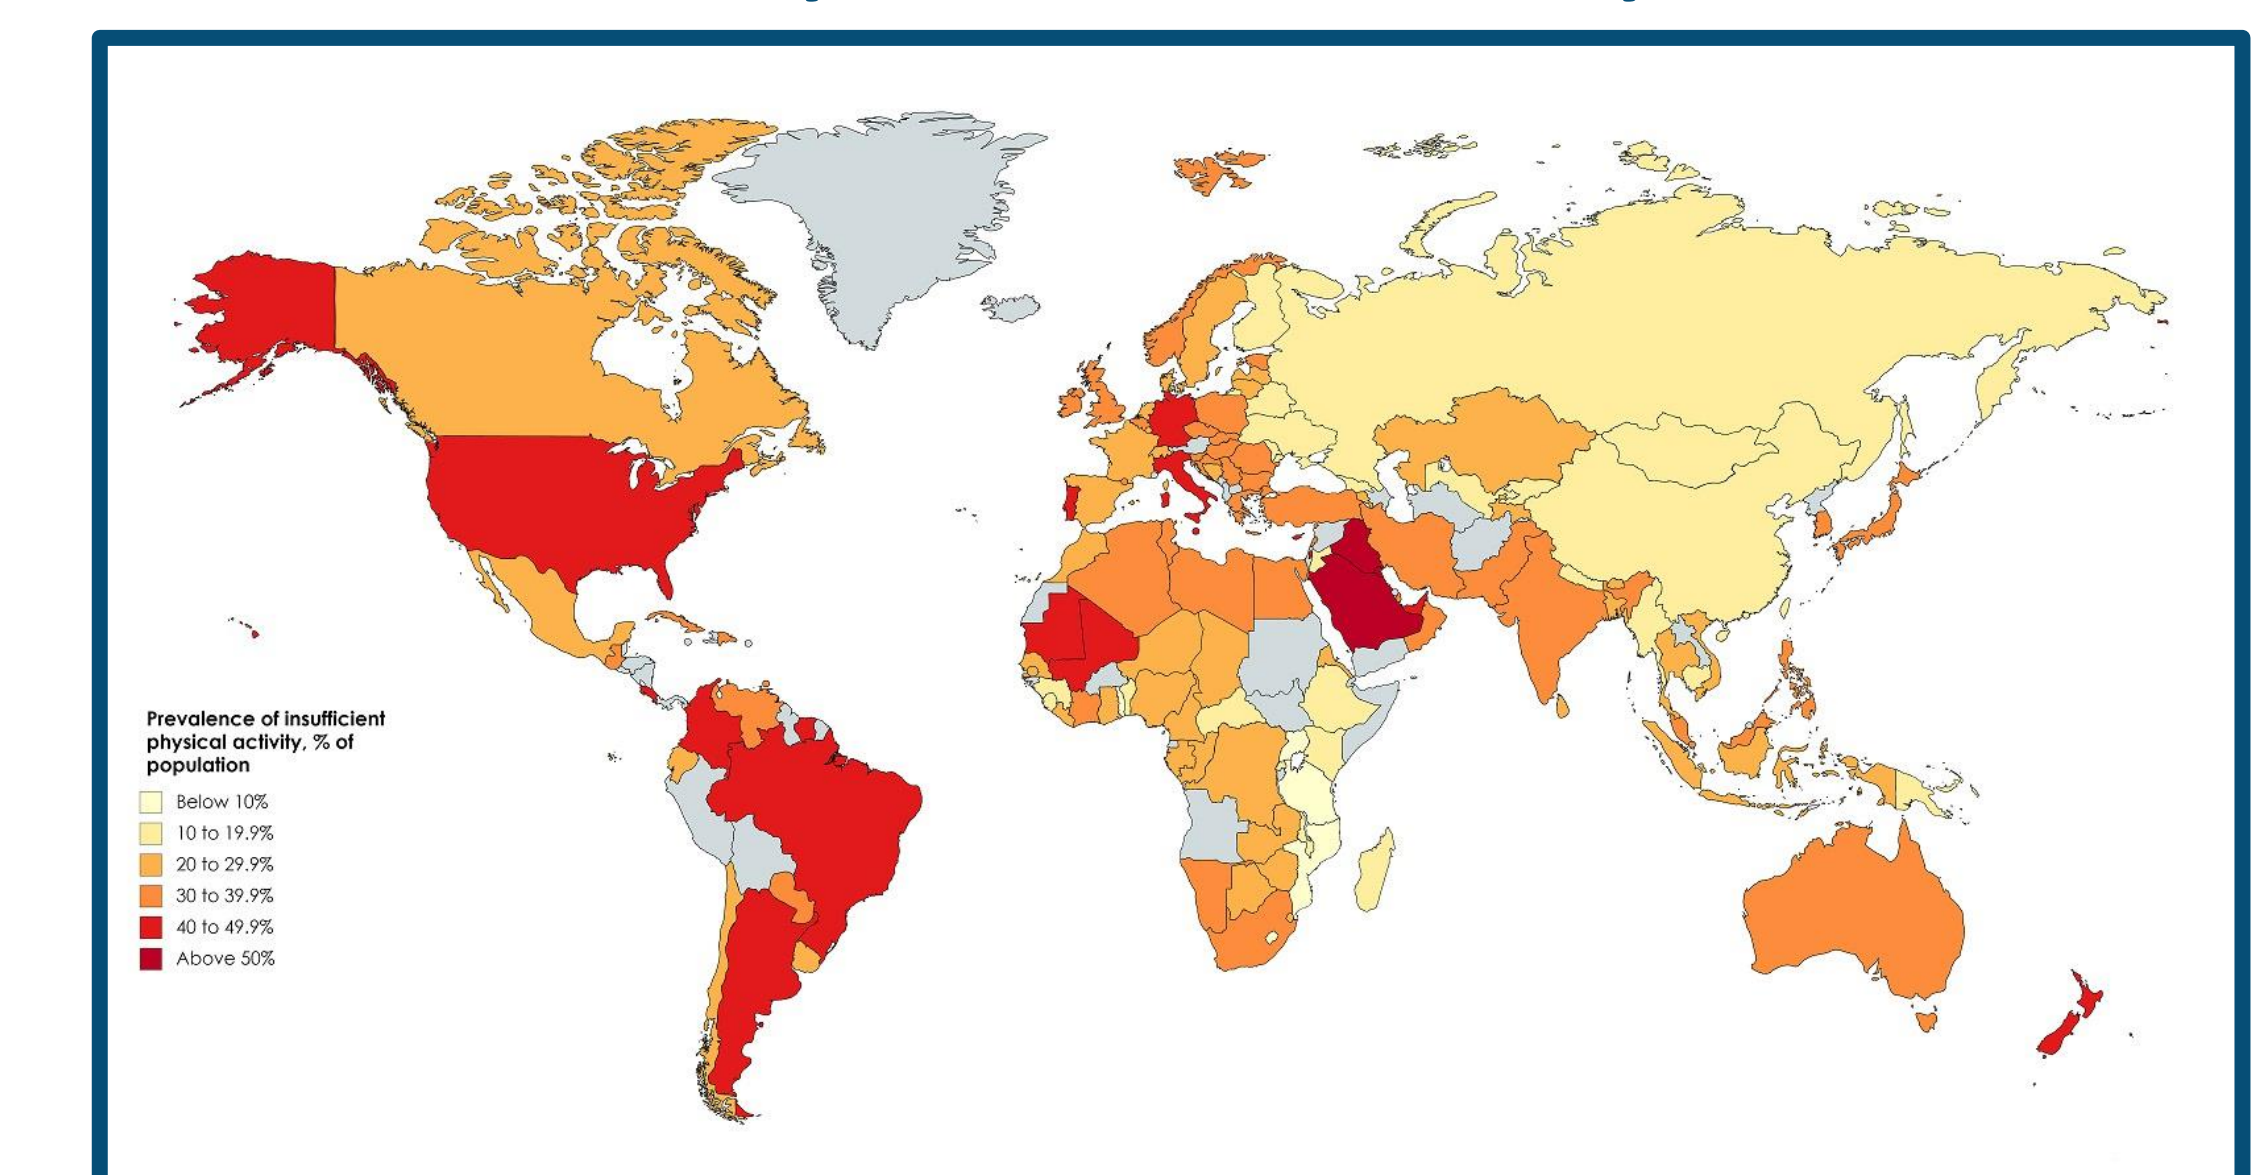 Prevalence of insufficient
physical activity, % of
population
Below 10%
10 to 19.9%
20 to 29.9%
30 to 39.9%
40 to 49.9%
Above 50%